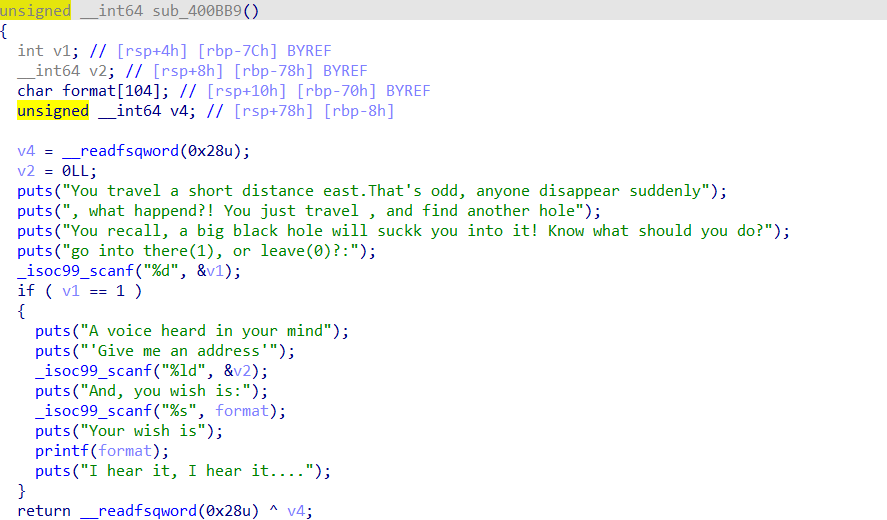 unsigned __int64 sub_400BB9()
{
  int v1; // [rsp+4h] [rbp-7Ch] BYREF
  __int64 v2; // [rsp+8h] [rbp-78h] BYREF
  char format[104]; // [rsp+10h] [rbp-70h] BYREF
  unsigned __int64 v4; // [rsp+78h] [rbp-8h]

  v4 = __readfsqword(0x28u);
  v2 = 0LL;
  puts("You travel a short distance east.That's odd, anyone disappear suddenly");
  puts(", what happend?! You just travel , and find another hole");
  puts("You recall, a big black hole will suckk you into it! Know what should you do?");
  puts("go into there(1), or leave(0)?:");
  _isoc99_scanf("%d", &v1);
  if ( v1 == 1 )
  {
    puts("A voice heard in your mind");
    puts("'Give me an address'");
    _isoc99_scanf("%ld", &v2);
    puts("And, you wish is:");
    _isoc99_scanf("%s", format);
    puts("Your wish is");
    printf(format);
    puts("I hear it, I hear it....");
  }
  return __readfsqword(0x28u) ^ v4;